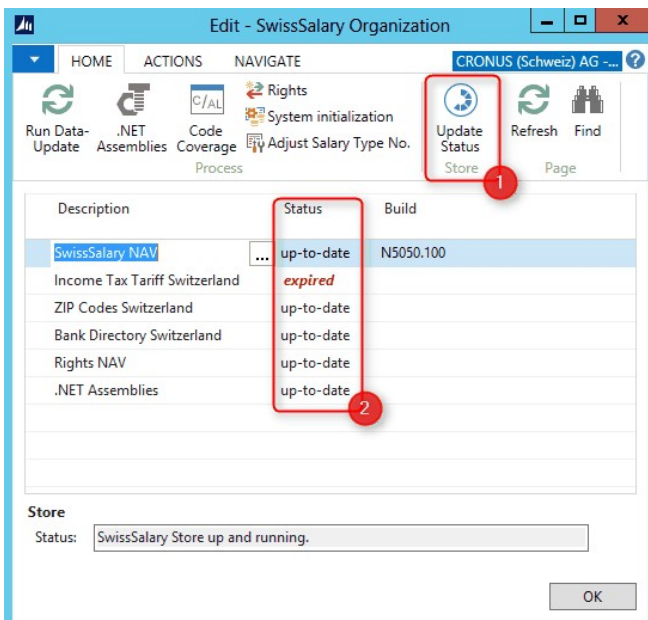 Edit - SwissSalary Organization
HOME ACTIONS NAVIGATE CRONUS (Schweiz) AG -...
Run Data-Update
.NET Assemblies
C/AL
Code Coverage
Rights
System initialization
Adjust Salary Type No.
Update Status
Refresh
Find
Process Store Page
1
Description Status Build
SwissSalary NAV ... up-to-date N5050.100
Income Tax Tariff Switzerland expired
ZIP Codes Switzerland up-to-date
Bank Directory Switzerland up-to-date
Rights NAV up-to-date
.NET Assemblies up-to-date
2
Store
Status: SwissSalary Store up and running.
OK